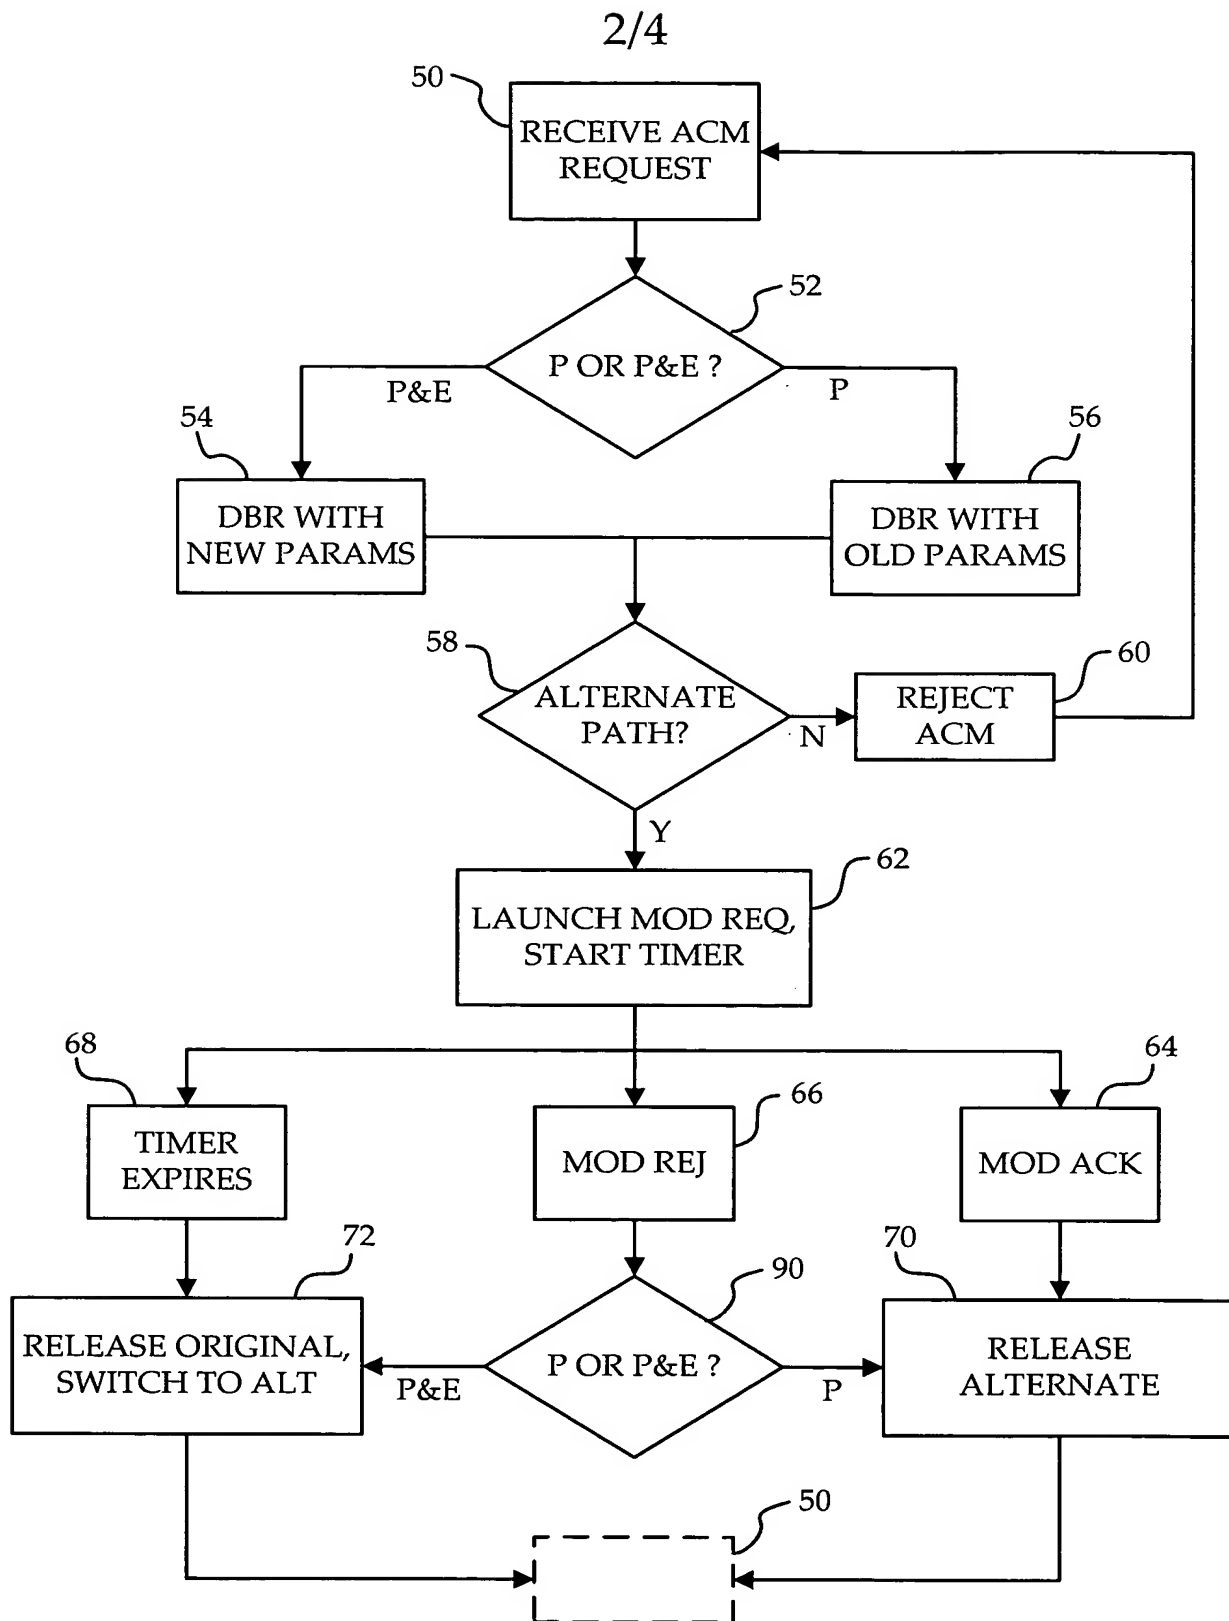 2/4
50
RECEIVE ACM
REQUEST
52
P OR P&E ?
P&E
P
54
56
DBR WITH
NEW PARAMS
DBR WITH
OLD PARAMS
58
60
ALTERNATE
PATH?
N
REJECT
ACM
Y
62
LAUNCH MOD REQ,
START TIMER
68
66
64
TIMER
EXPIRES
MOD REJ
MOD ACK
72
90
70
RELEASE ORIGINAL,
SWITCH TO ALT
P&E
P OR P&E ?
P
RELEASE
ALTERNATE
50